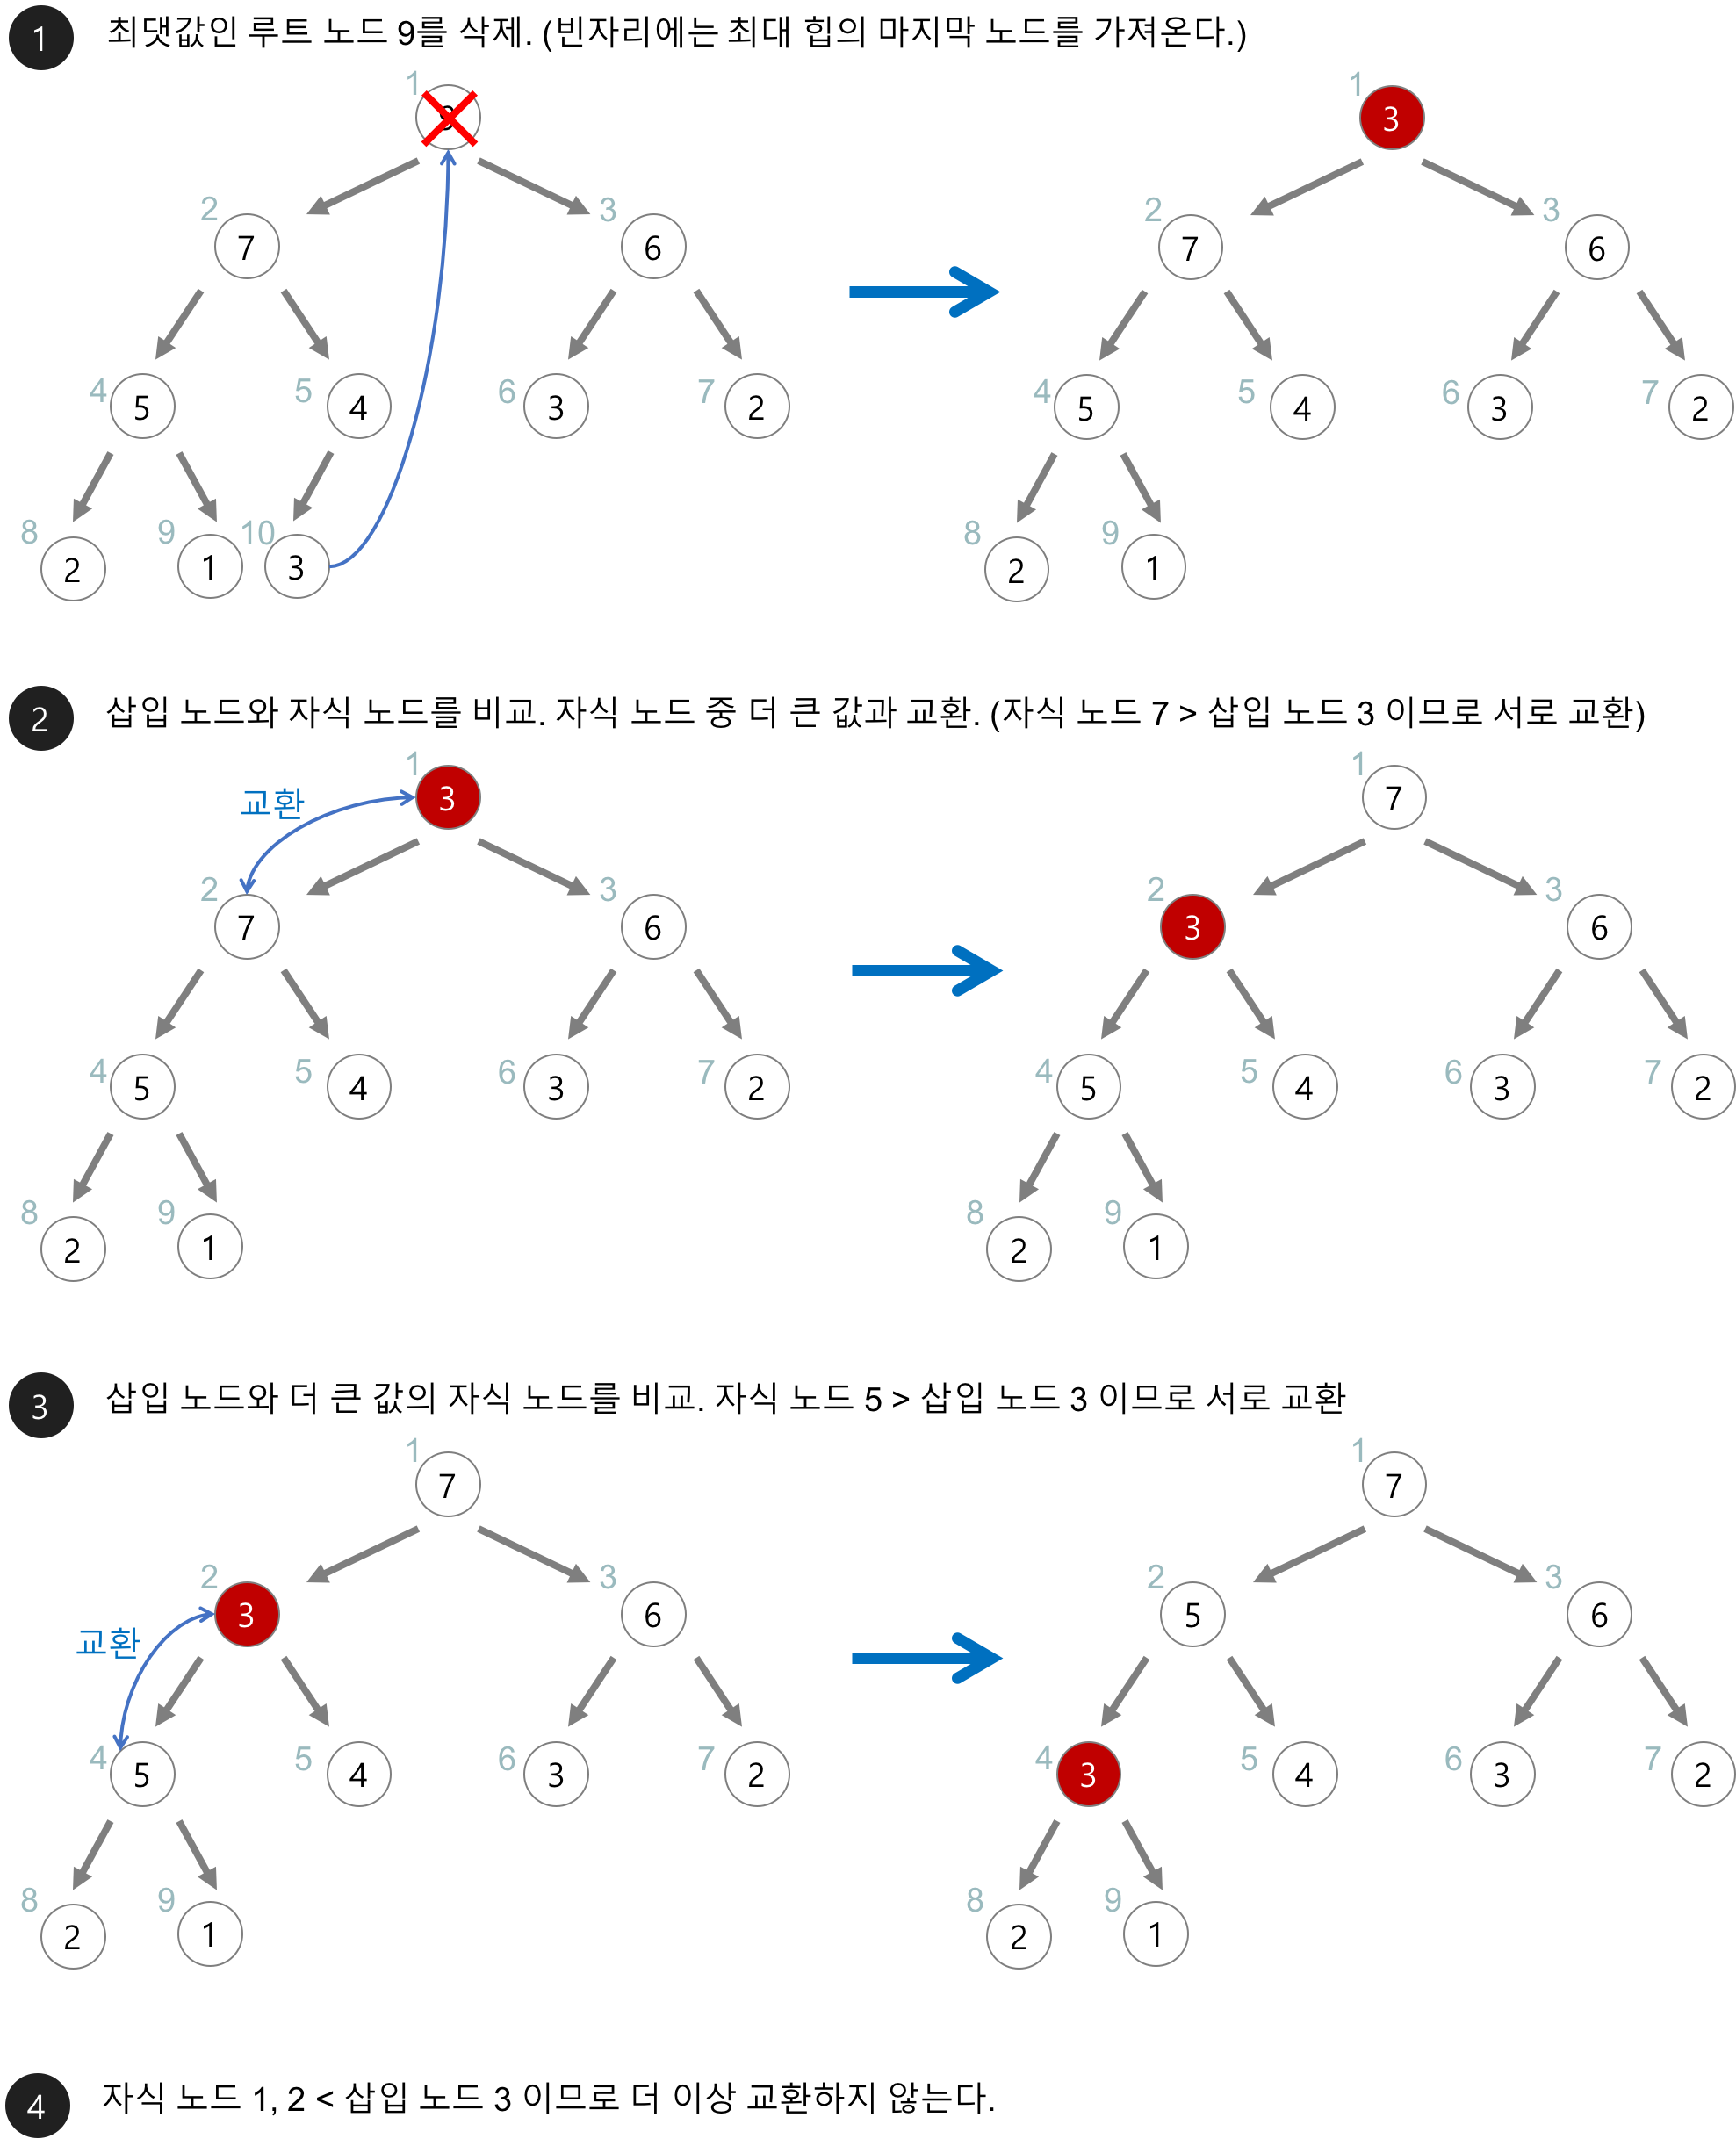 1 최댓값인 루트 노드 9를 삭제. (빈자리에는 최대 힙의 마지막 노드를 가져온다.)
1 1
9 3
2 3 2 3
7 6 7 6
4 5 6 7 4 5 6 7
5 4 3 2 5 4 3 2
8 9 10 8 9
2 1 3 2 1
2 삽입 노드와 자식 노드를 비교. 자식 노드 중 더 큰 값과 교환. (자식 노드 7 > 삽입 노드 3 이므로 서로 교환)
1 1
교환 3 7
2 3 2 3
7 6 3 6
4 5 6 7 4 5 6 7
5 4 3 2 5 4 3 2
8 9 8 9
2 1 2 1
3 삽입 노드와 더 큰 값의 자식 노드를 비교. 자식 노드 5 > 삽입 노드 3 이므로 서로 교환
1 1
7 7
2 3 2 3
3 6 5 6
교환
4 5 6 7 4 5 6 7
5 4 3 2 3 4 3 2
8 9 8 9
2 1 2 1
4 자식 노드 1, 2 < 삽입 노드 3 이므로 더 이상 교환하지 않는다.